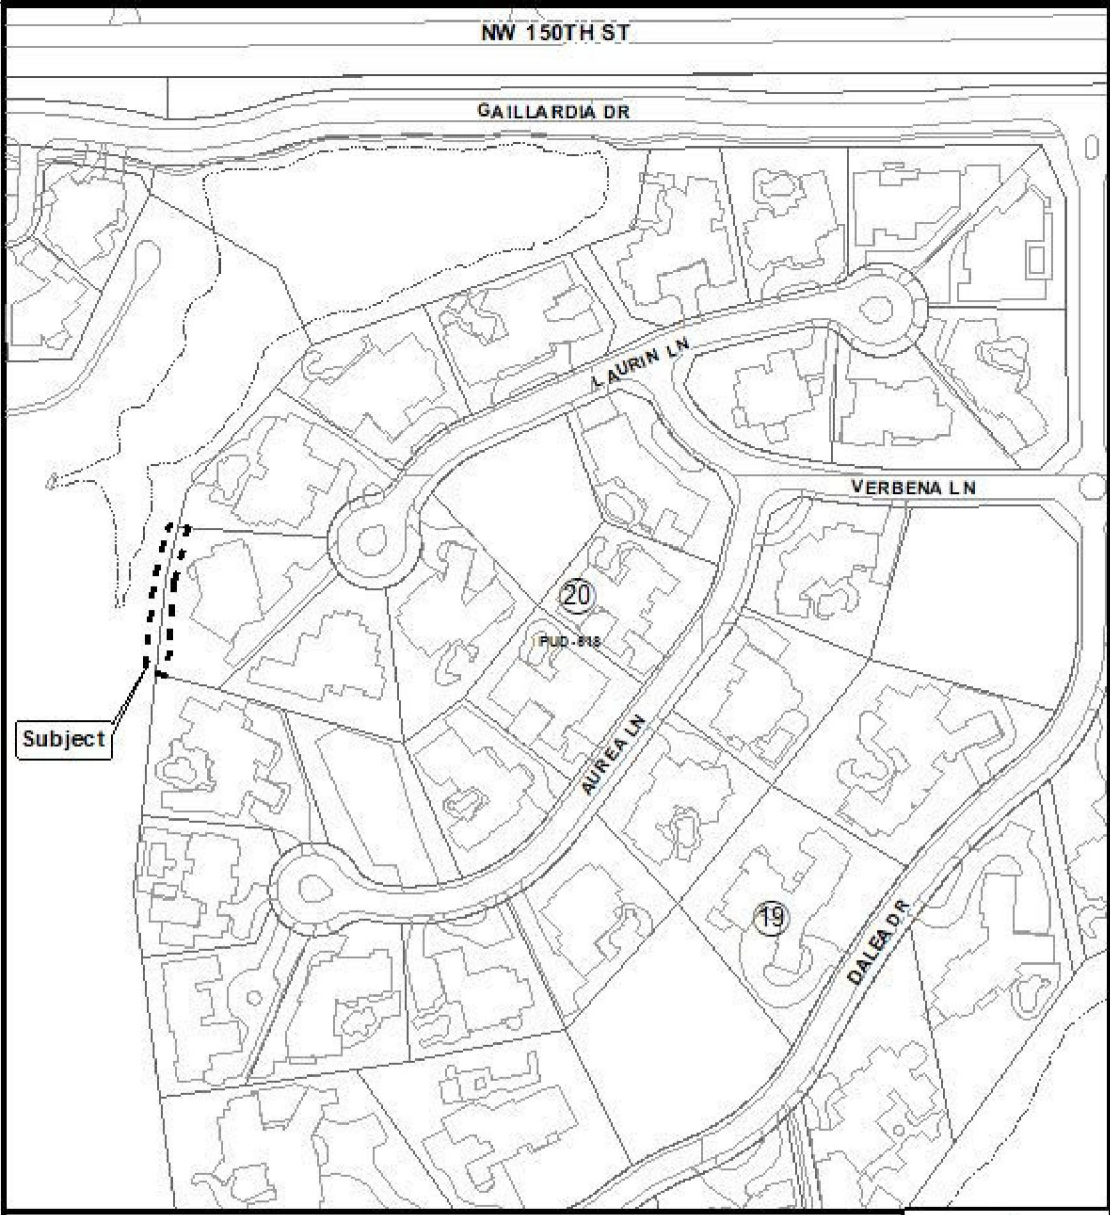 NW 150TH ST
GAILLARDIA DR
LAURIN LN
VERBENA LN
20
PUD-818
Subject
AUREA LN
19
DALEA DR